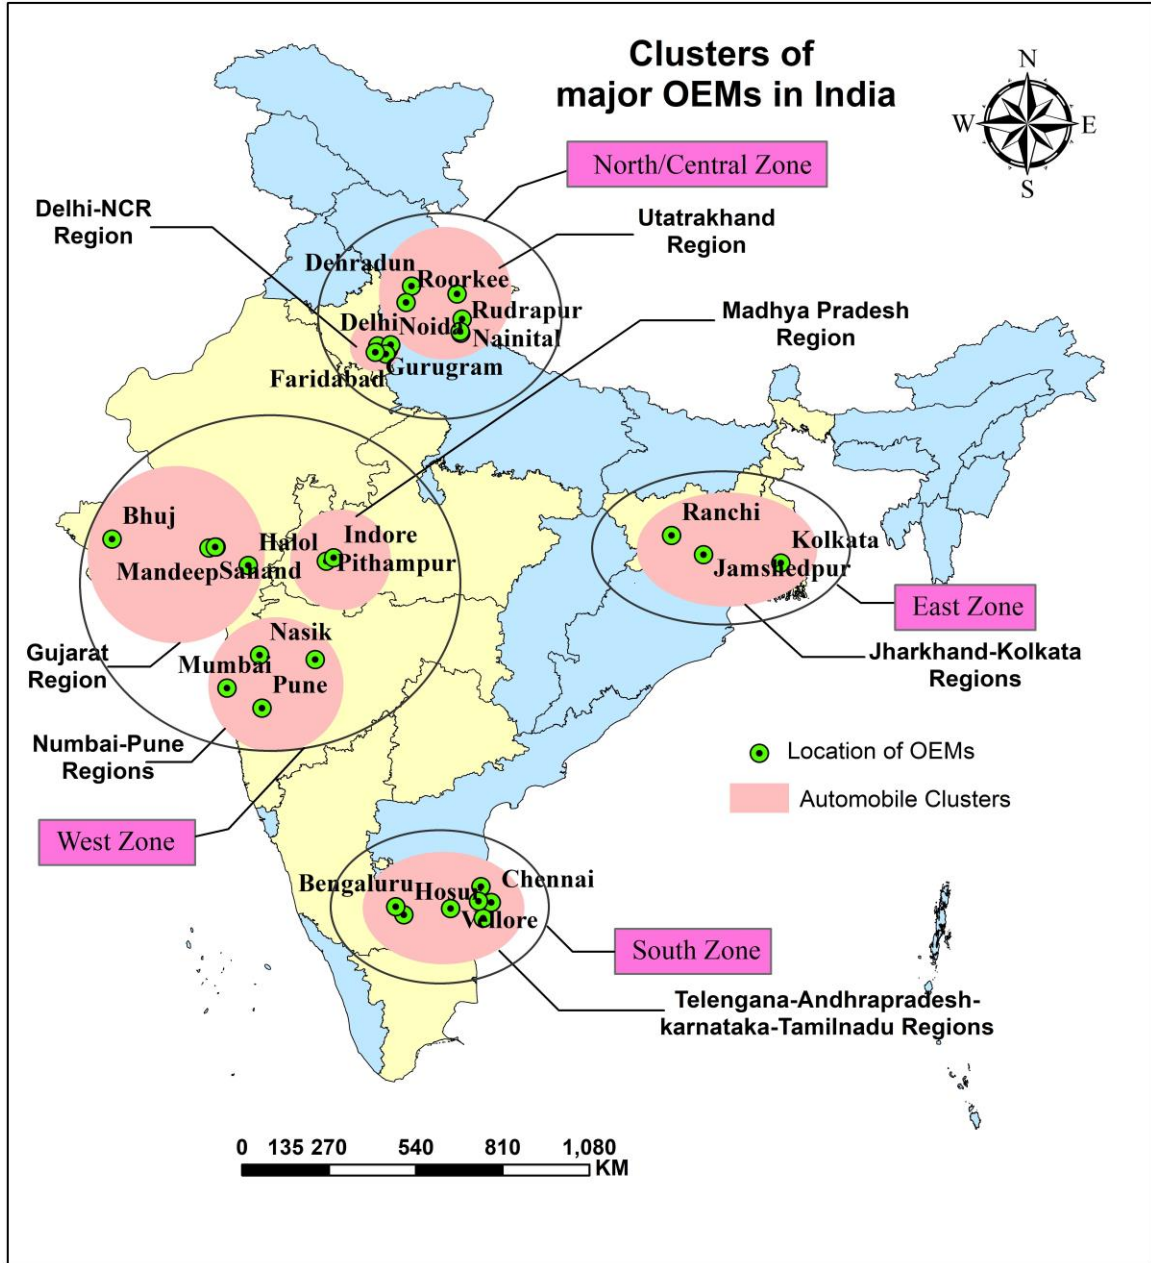 Clusters of
major OEMs in India
N
W
E
S
North/Central Zone
Delhi-NCR
Region
Utatrakhand
Region
Dehradun
Roorkee
Rudrapur
Delhi
Noida
Nainital
Gurugram
Faridabad
Madhya Pradesh
Region
Bhuj
Halol
Mandeep
Sanand
Indore
Pithampur
Ranchi
Kolkata
Jamshedpur
East Zone
Jharkhand-Kolkata
Regions
Gujarat
Region
Nasik
Mumbai
Pune
Numbai-Pune
Regions
West Zone
Location of OEMs
Automobile Clusters
Bengaluru
Hosur
Chennai
Vellore
South Zone
Telengana-Andhrapradesh-
karnataka-Tamilnadu Regions
0 135 270 540 810 1,080
KM